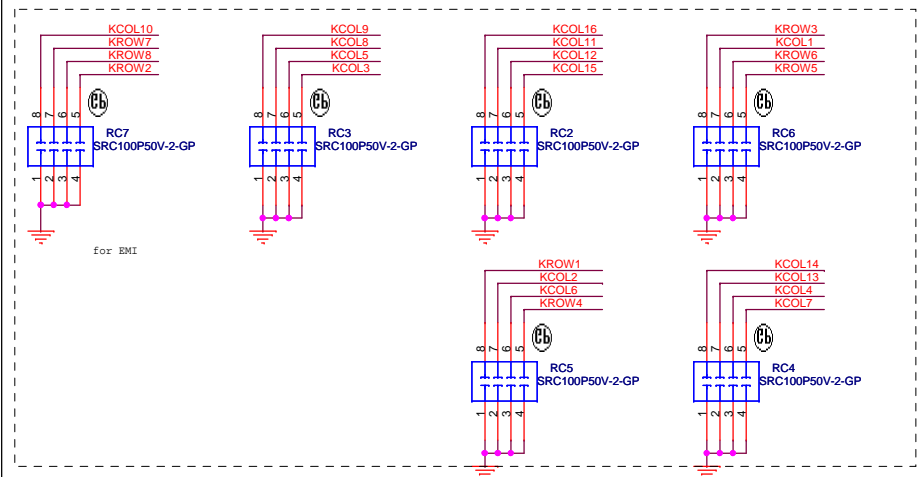 KCOL10
KROW7
KROW8
KROW2
8 7 6 5
RC7
SRC100P50V-2-GP
1 2 3 4
KCOL9
KCOL8
KCOL5
KCOL3
8 7 6 5
RC3
SRC100P50V-2-GP
1 2 3 4
KCOL16
KCOL11
KCOL12
KCOL15
8 7 6 5
RC2
SRC100P50V-2-GP
1 2 3 4
KROW3
KCOL1
KROW6
KROW5
8 7 6 5
RC6
SRC100P50V-2-GP
1 2 3 4
for EMI
KROW1
KCOL2
KCOL6
KROW4
8 7 6 5
RC5
SRC100P50V-2-GP
1 2 3 4
KCOL14
KCOL13
KCOL4
KCOL7
8 7 6 5
RC4
SRC100P50V-2-GP
1 2 3 4